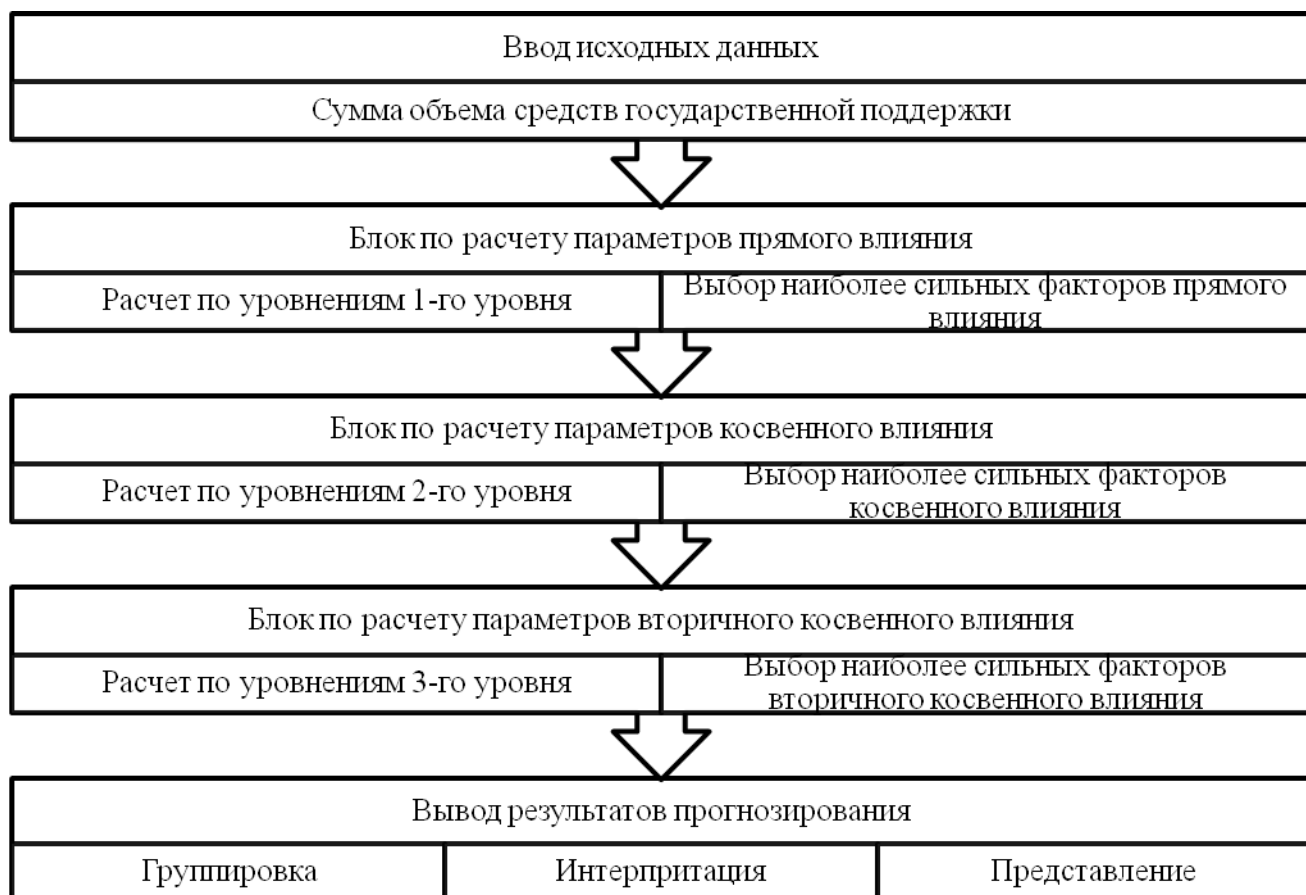 Ввод исходных данных
Сумма объема средств государственной поддержки
Блок по расчету параметров прямого влияния
Расчет по уровнениям 1-го уровня
Выбор наиболее сильных факторов прямого
влияния
Блок по расчету параметров косвенного влияния
Расчет по уровнениям 2-го уровня
Выбор наиболее сильных факторов
косвенного влияния
Блок по расчету параметров вторичного косвенного влияния
Расчет по уровнениям 3-го уровня
Выбор наиболее сильных факторов
вторичного косвенного влияния
Вывод результатов прогнозирования
Группировка
Интерпритация
Представление